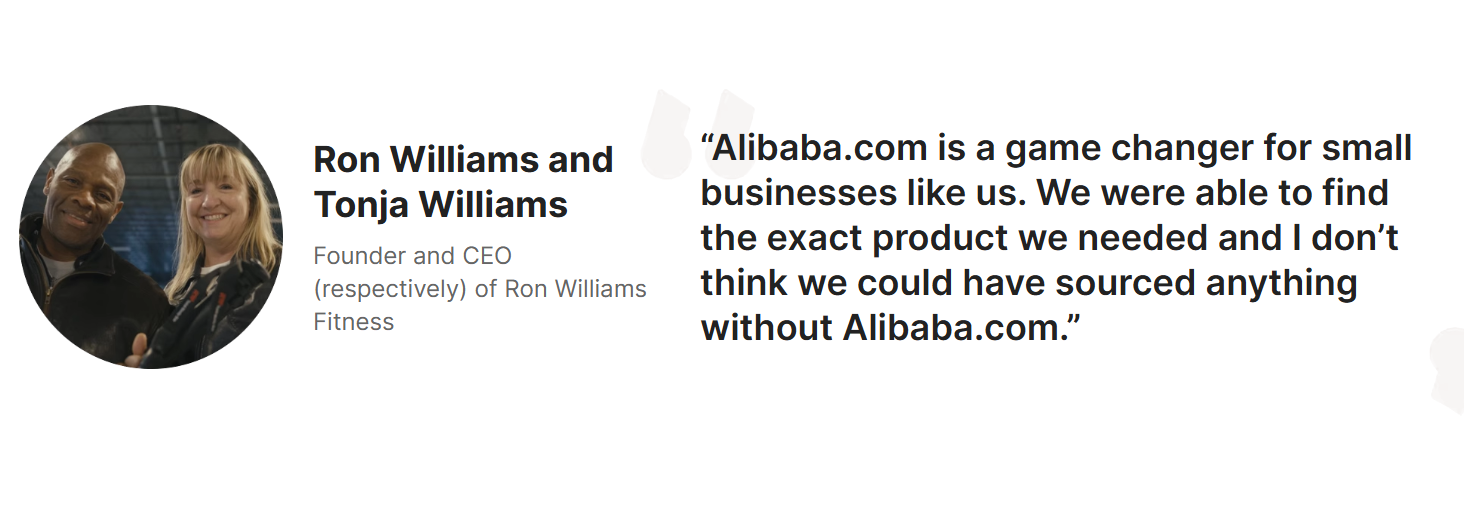 Ron Williams and
Tonja Williams
Founder and CEO
(respectively) of Ron Williams
Fitness
“Alibaba.com is a game changer for small
businesses like us. We were able to find
the exact product we needed and I don’t
think we could have sourced anything
without Alibaba.com.”